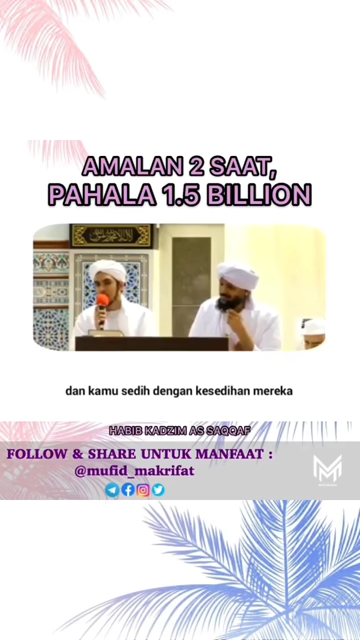 AMALAN 2 SAAT,
PAHALA 1.5 BILLION
dan kamu sedih dengan kesedihan mereka
HABIB KADZIM AS SAQQAF
FOLLOW & SHARE UNTUK MANFAAT :
@mufid_makrifat